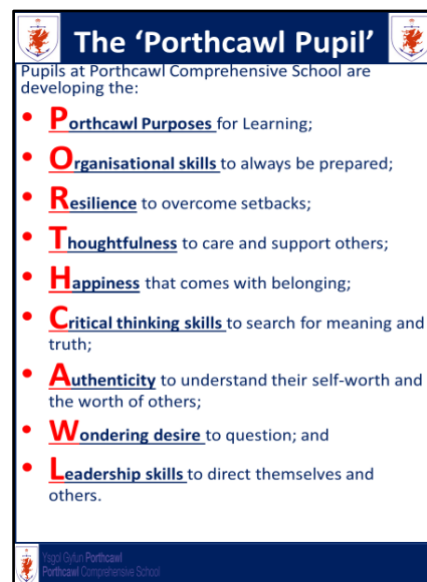 The 'Porthcawl Pupil'
Pupils at Porthcawl Comprehensive School are
developing the:
• Porthcawl Purposes for Learning;
• Organisational skills to always be prepared;
• Resilience to overcome setbacks;
• Thoughtfulness to care and support others;
• Happiness that comes with belonging;
• Critical thinking skills to search for meaning and
truth;
• Authenticity to understand their self-worth and
the worth of others;
• Wondering desire to question; and
• Leadership skills to direct themselves and
others.
Ysgol Gyfun Porthcawl
Porthcawl Comprehensive School